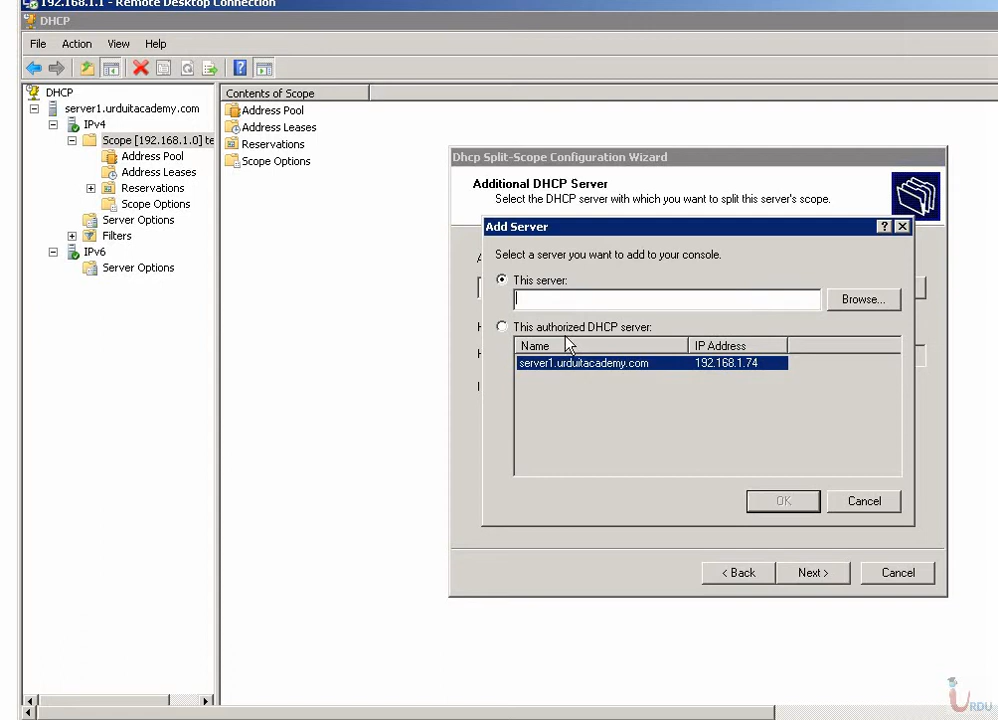 192.168.1.1 - Remote Desktop Connection
DHCP
File Action View Help
DHCP
server1.urduitacademy.com
IPv4
Scope [192.168.1.0] te
Address Pool
Address Leases
Reservations
Scope Options
Server Options
Filters
IPv6
Server Options
Contents of Scope
Address Pool
Address Leases
Reservations
Scope Options
Dhcp Split-Scope Configuration Wizard
Additional DHCP Server
Select the DHCP server with which you want to split this server's scope.
Add Server
Select a server you want to add to your console.
This server:
Browse...
This authorized DHCP server:
Name IP Address
server1.urduitacademy.com 192.168.1.74
OK Cancel
< Back Next > Cancel
URDU